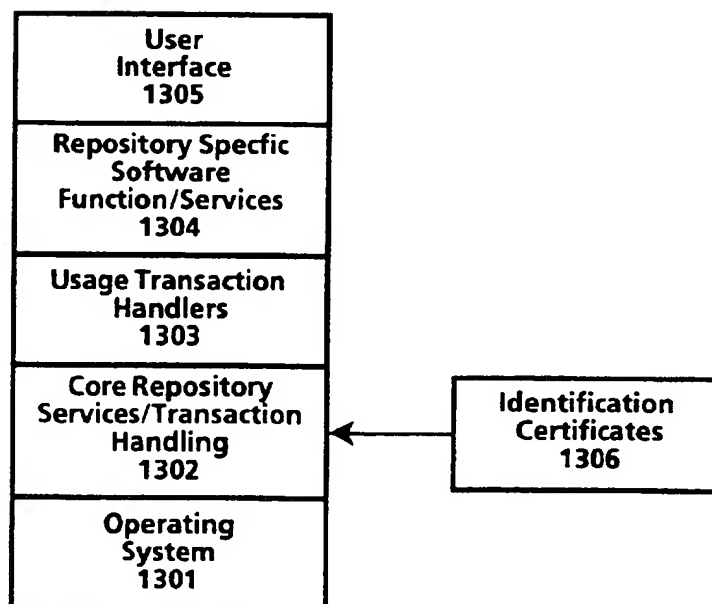 User
Interface
1305
Repository Specfic
Software
Function/Services
1304
Usage Transaction
Handlers
1303
Core Repository
Services/Transaction
Handling
1302
Identification
Certificates
1306
Operating
System
1301